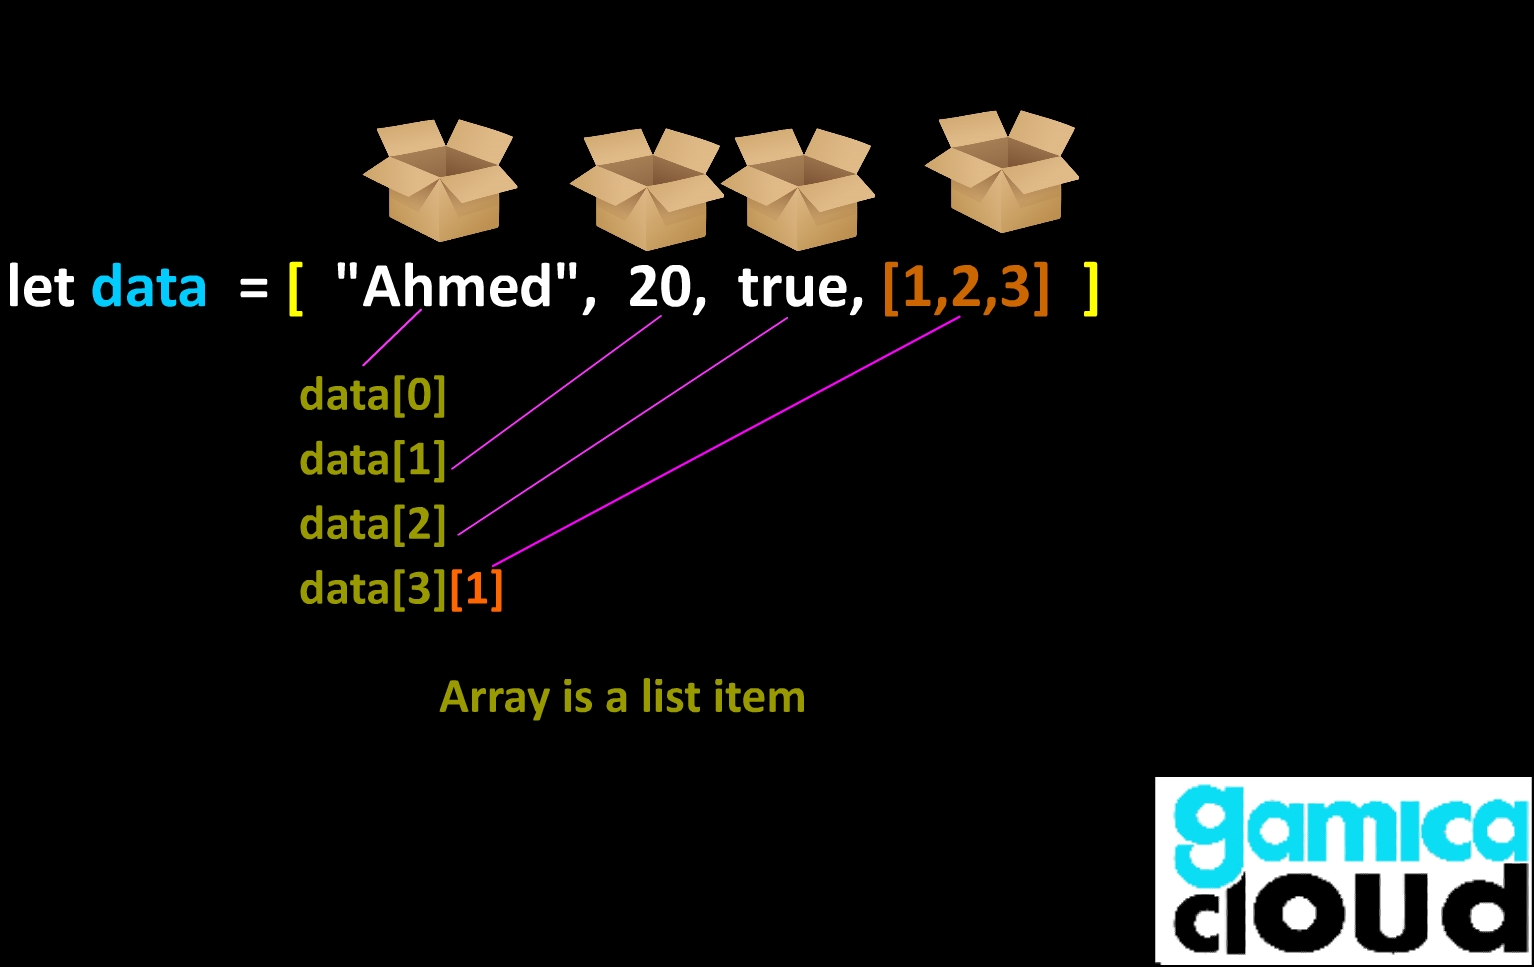 let data = [ "Ahmed", 20, true, [1,2,3] ]
data[0]
data[1]
data[2]
data[3][1]
Array is a list item
gamica
cloud